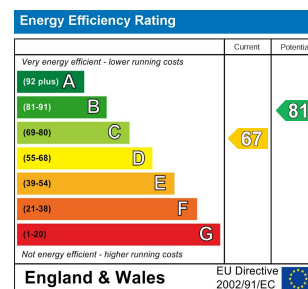 Energy Efficiency Rating
Current Potentia
Very energy efficient - lower running costs
(92 plus) A
(81-91) B
81
(69-80) C
67
(55-68) D
(39-54) E
(21-38) F
(1-20) G
Not energy efficient - higher running costs
England & Wales
EU Directive
2002/91/EC